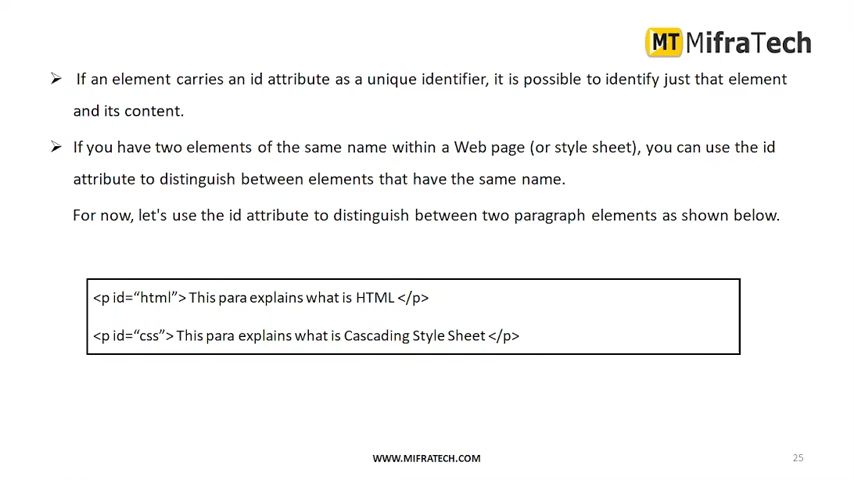 MT MifraTech
➢ If an element carries an id attribute as a unique identifier, it is possible to identify just that element
and its content.
➢ If you have two elements of the same name within a Web page (or style sheet), you can use the id
attribute to distinguish between elements that have the same name.
For now, let's use the id attribute to distinguish between two paragraph elements as shown below.
<p id=“html”> This para explains what is HTML </p>
<p id=“css”> This para explains what is Cascading Style Sheet </p>
WWW.MIFRATECH.COM
25